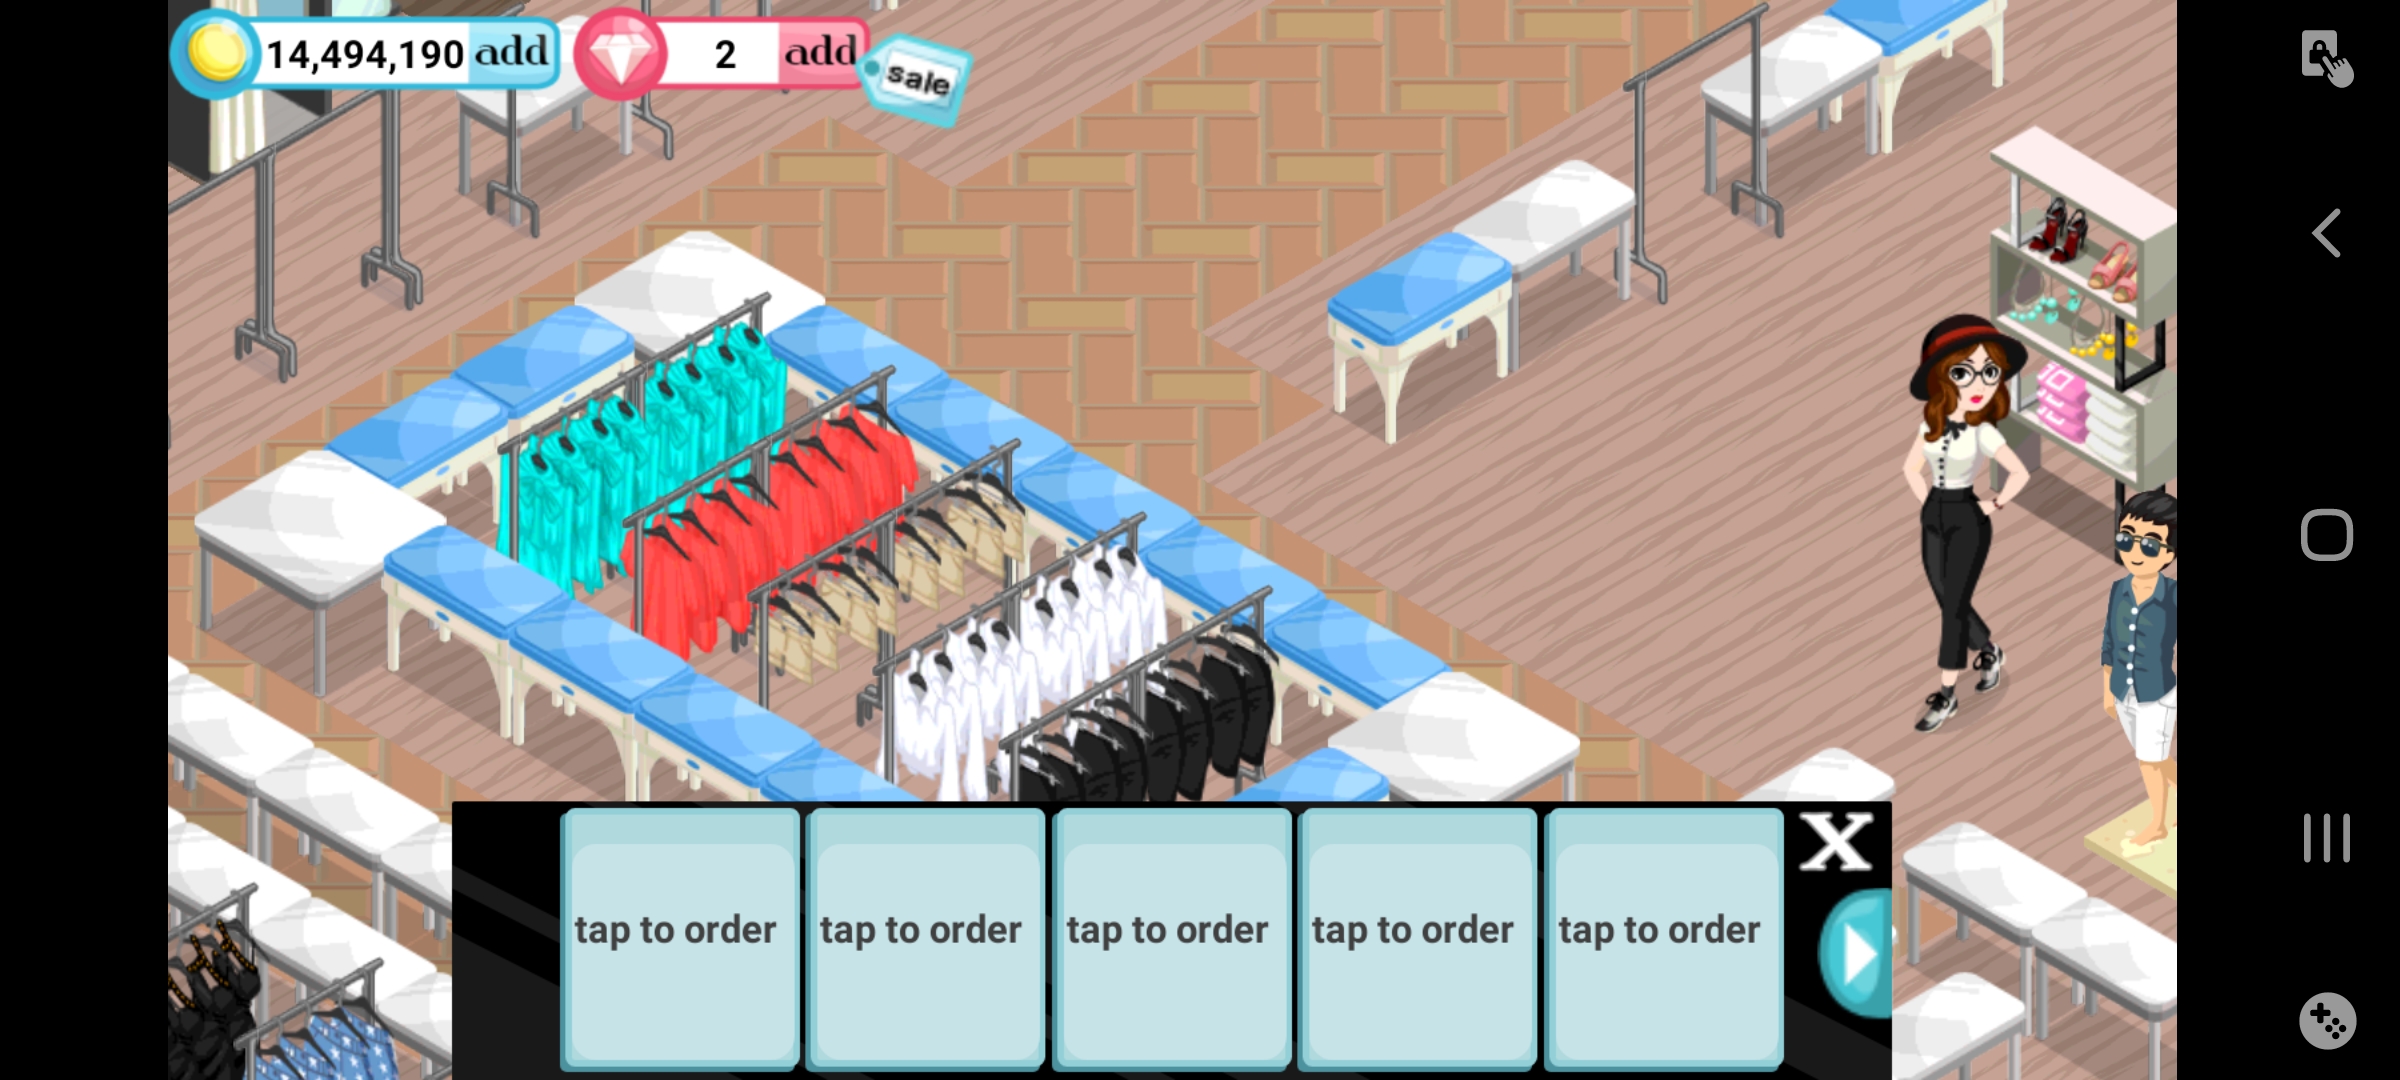 14,494,190 add 2 add
sale
tap to order tap to order tap to order tap to order tap to order
X